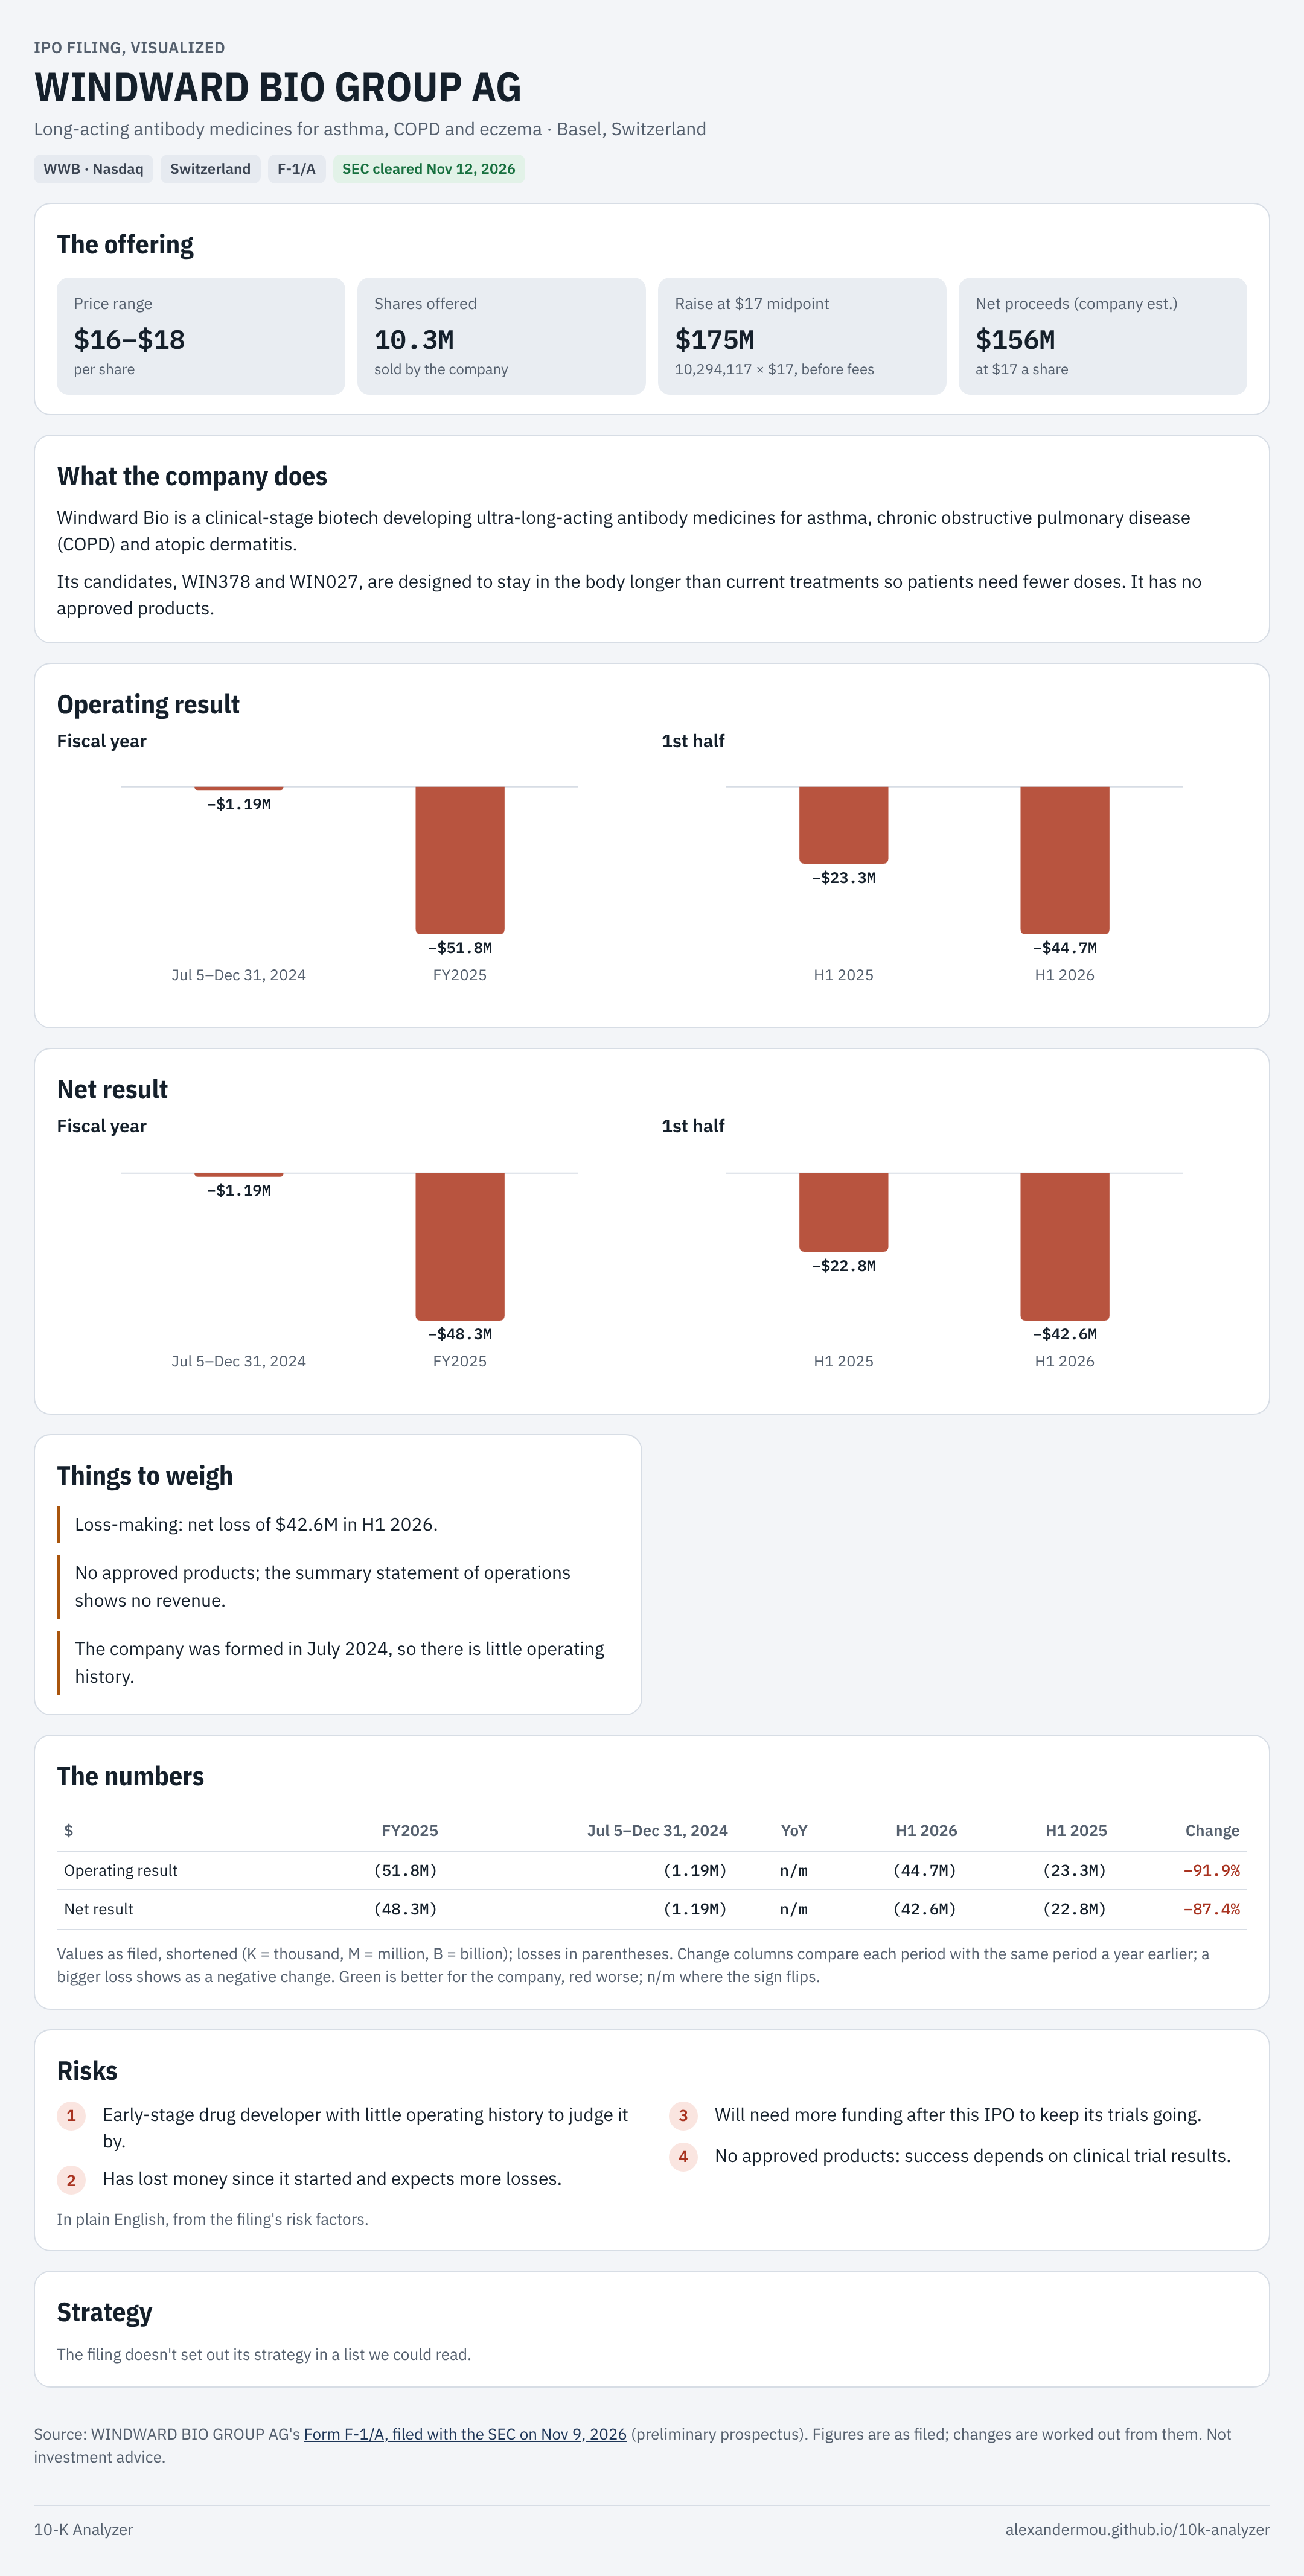 IPO FILING, VISUALIZED
WINDWARD BIO GROUP AG
Long-acting antibody medicines for asthma, COPD and eczema · Basel, Switzerland
WWB · Nasdaq
Switzerland
F-1/A
SEC cleared Nov 12, 2026
The offering
Price range
$16–$18
per share
Shares offered
10.3M
sold by the company
Raise at $17 midpoint
$175M
10,294,117 × $17, before fees
Net proceeds (company est.)
$156M
at $17 a share
What the company does
Windward Bio is a clinical-stage biotech developing ultra-long-acting antibody medicines for asthma, chronic obstructive pulmonary disease
(COPD) and atopic dermatitis.
Its candidates, WIN378 and WIN027, are designed to stay in the body longer than current treatments so patients need fewer doses. It has no
approved products.
Operating result
Fiscal year
−$1.19M
−$51.8M
Jul 5–Dec 31, 2024
FY2025
1st half
−$23.3M
−$44.7M
H1 2025
H1 2026
Net result
Fiscal year
−$1.19M
−$48.3M
Jul 5–Dec 31, 2024
FY2025
1st half
−$22.8M
−$42.6M
H1 2025
H1 2026
Things to weigh
Loss-making: net loss of $42.6M in H1 2026.
No approved products; the summary statement of operations
shows no revenue.
The company was formed in July 2024, so there is little operating
history.
The numbers
$ FY2025 Jul 5–Dec 31, 2024 YoY H1 2026 H1 2025 Change
Operating result (51.8M) (1.19M) n/m (44.7M) (23.3M) −91.9%
Net result (48.3M) (1.19M) n/m (42.6M) (22.8M) −87.4%
Values as filed, shortened (K = thousand, M = million, B = billion); losses in parentheses. Change columns compare each period with the same period a year earlier; a
bigger loss shows as a negative change. Green is better for the company, red worse; n/m where the sign flips.
Risks
1 Early-stage drug developer with little operating history to judge it
by.
2 Has lost money since it started and expects more losses.
3 Will need more funding after this IPO to keep its trials going.
4 No approved products: success depends on clinical trial results.
In plain English, from the filing's risk factors.
Strategy
The filing doesn't set out its strategy in a list we could read.
Source: WINDWARD BIO GROUP AG's Form F-1/A, filed with the SEC on Nov 9, 2026 (preliminary prospectus). Figures are as filed; changes are worked out from them. Not
investment advice.
10-K Analyzer
alexandermou.github.io/10k-analyzer